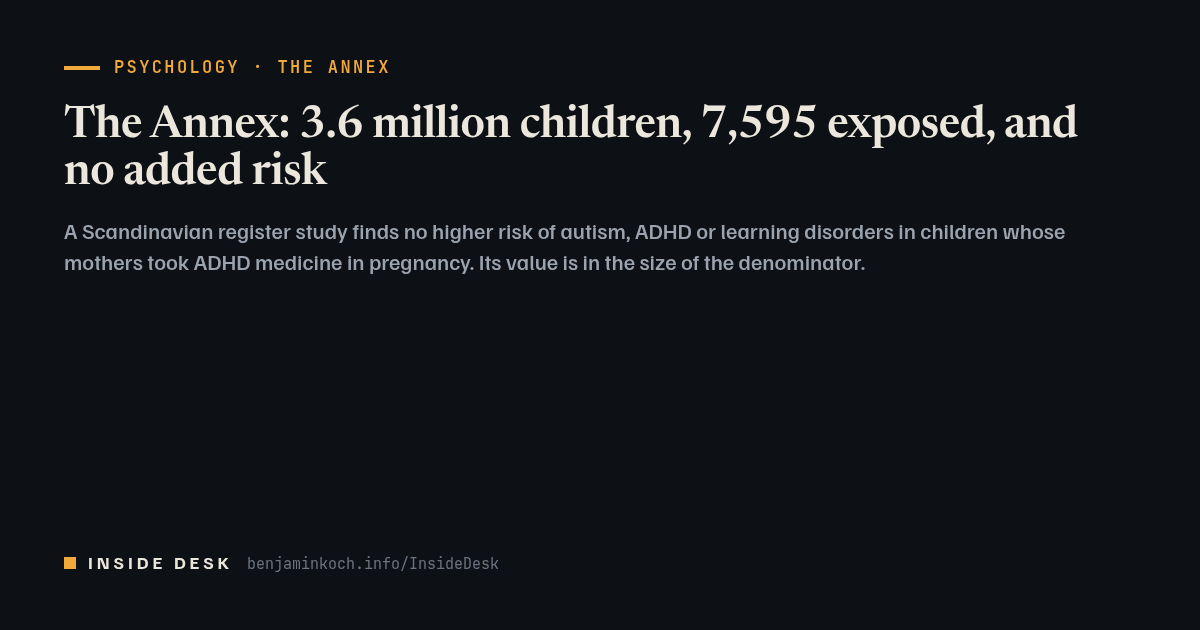 PSYCHOLOGY · THE ANNEX
The Annex: 3.6 million children, 7,595 exposed, and
no added risk
A Scandinavian register study finds no higher risk of autism, ADHD or learning disorders in children whose
mothers took ADHD medicine in pregnancy. Its value is in the size of the denominator.
INSIDE DESK benjaminkoch.info/InsideDesk